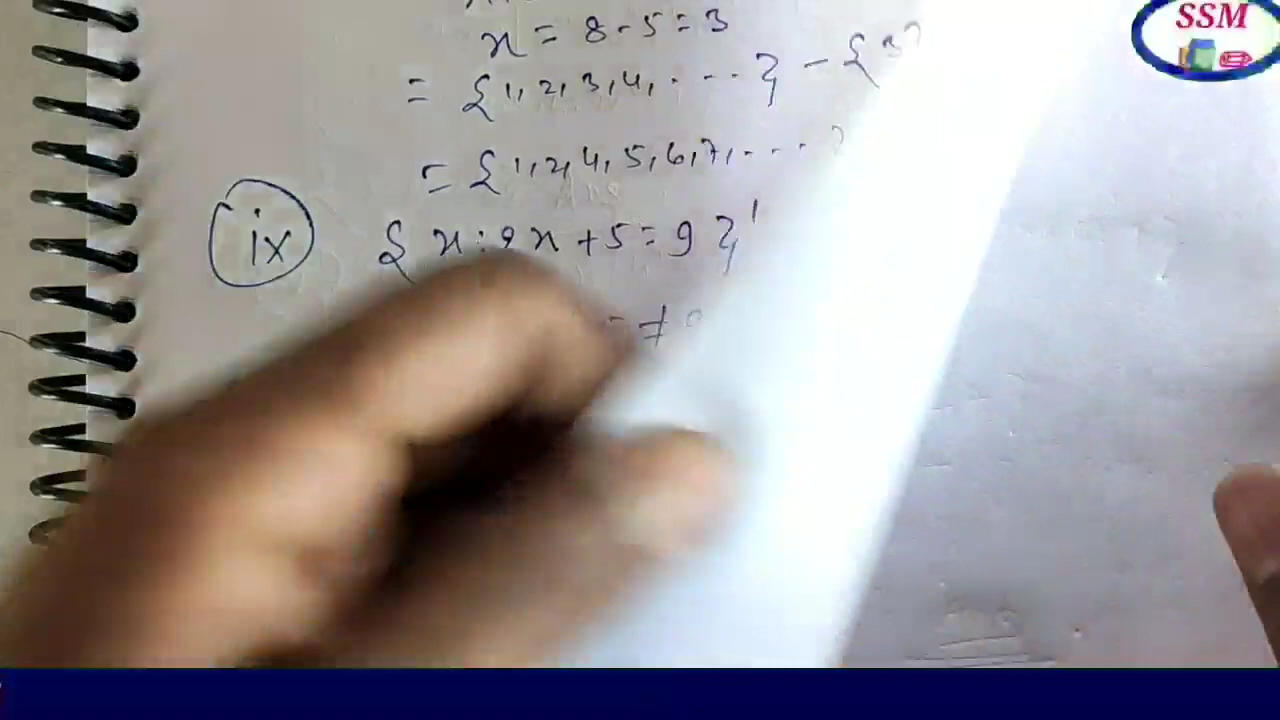 SSM
x = 8 - 5 = 3
= { 1, 2, 3, 4, . - - . } - { 3
= { 1, 2, 4, 5, 6, 7, . - - .
ix { x : 2x + 5 = 9 }'
≠